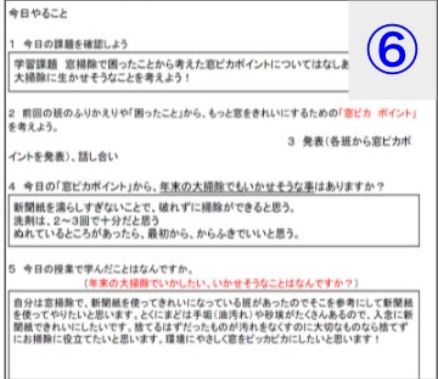 今日やること
⑥
1 今日の課題を確認しよう
学習課題 窓掃除で困ったことから考えた窓ピカポイントについてはなしあ
大掃除に生かせそうなことを考えよう！
2 前回の班のふりかえりや「困ったこと」から、もっと窓をきれいにするための「窓ピカ ポイント」
を考えよう。
3 発表(各班から窓ピカポ
イントを発表)、話し合い
4 今日の「窓ピカポイント」から、年末の大掃除でもいかせそうな事はありますか？
新聞紙を濡らしすぎないことで、破れずに掃除ができると思う。
洗剤は、2～3回で十分だと思う
ぬれているところがあったら、最初から、からふきでいいと思う。
5 今日の授業で学んだことはなんですか。
(年末の大掃除でいかしたい、いかせそうなことはなんですか？)
自分は窓掃除で、新聞紙を使ってきれいになっている班があったのでそこを参考にして新聞紙
を使ってやりたいと思います。とくにまどは手垢(油汚れ)や砂埃がたくさんあるので、入念に新
聞紙できれいにしたいです。捨てるはずだったものが汚れをなくすのに大切なものなら捨てず
にお掃除に役立てたいと思います。環境にやさしく窓をピッカピカにしたいと思います！